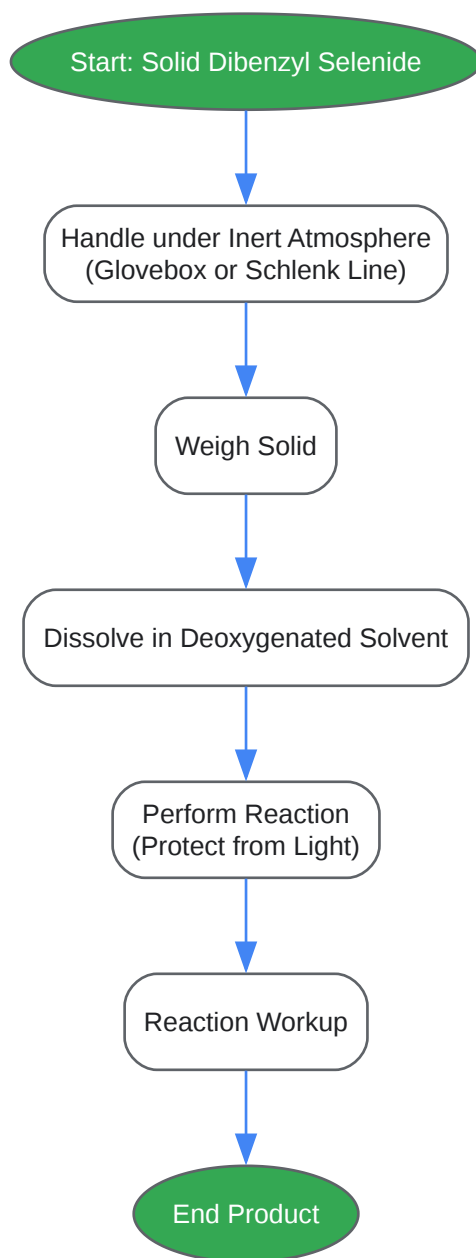 Start: Solid Dibenzyl Selenide
Handle under Inert Atmosphere
(Glovebox or Schlenk Line)
Weigh Solid
Dissolve in Deoxygenated Solvent
Perform Reaction
(Protect from Light)
Reaction Workup
End Product